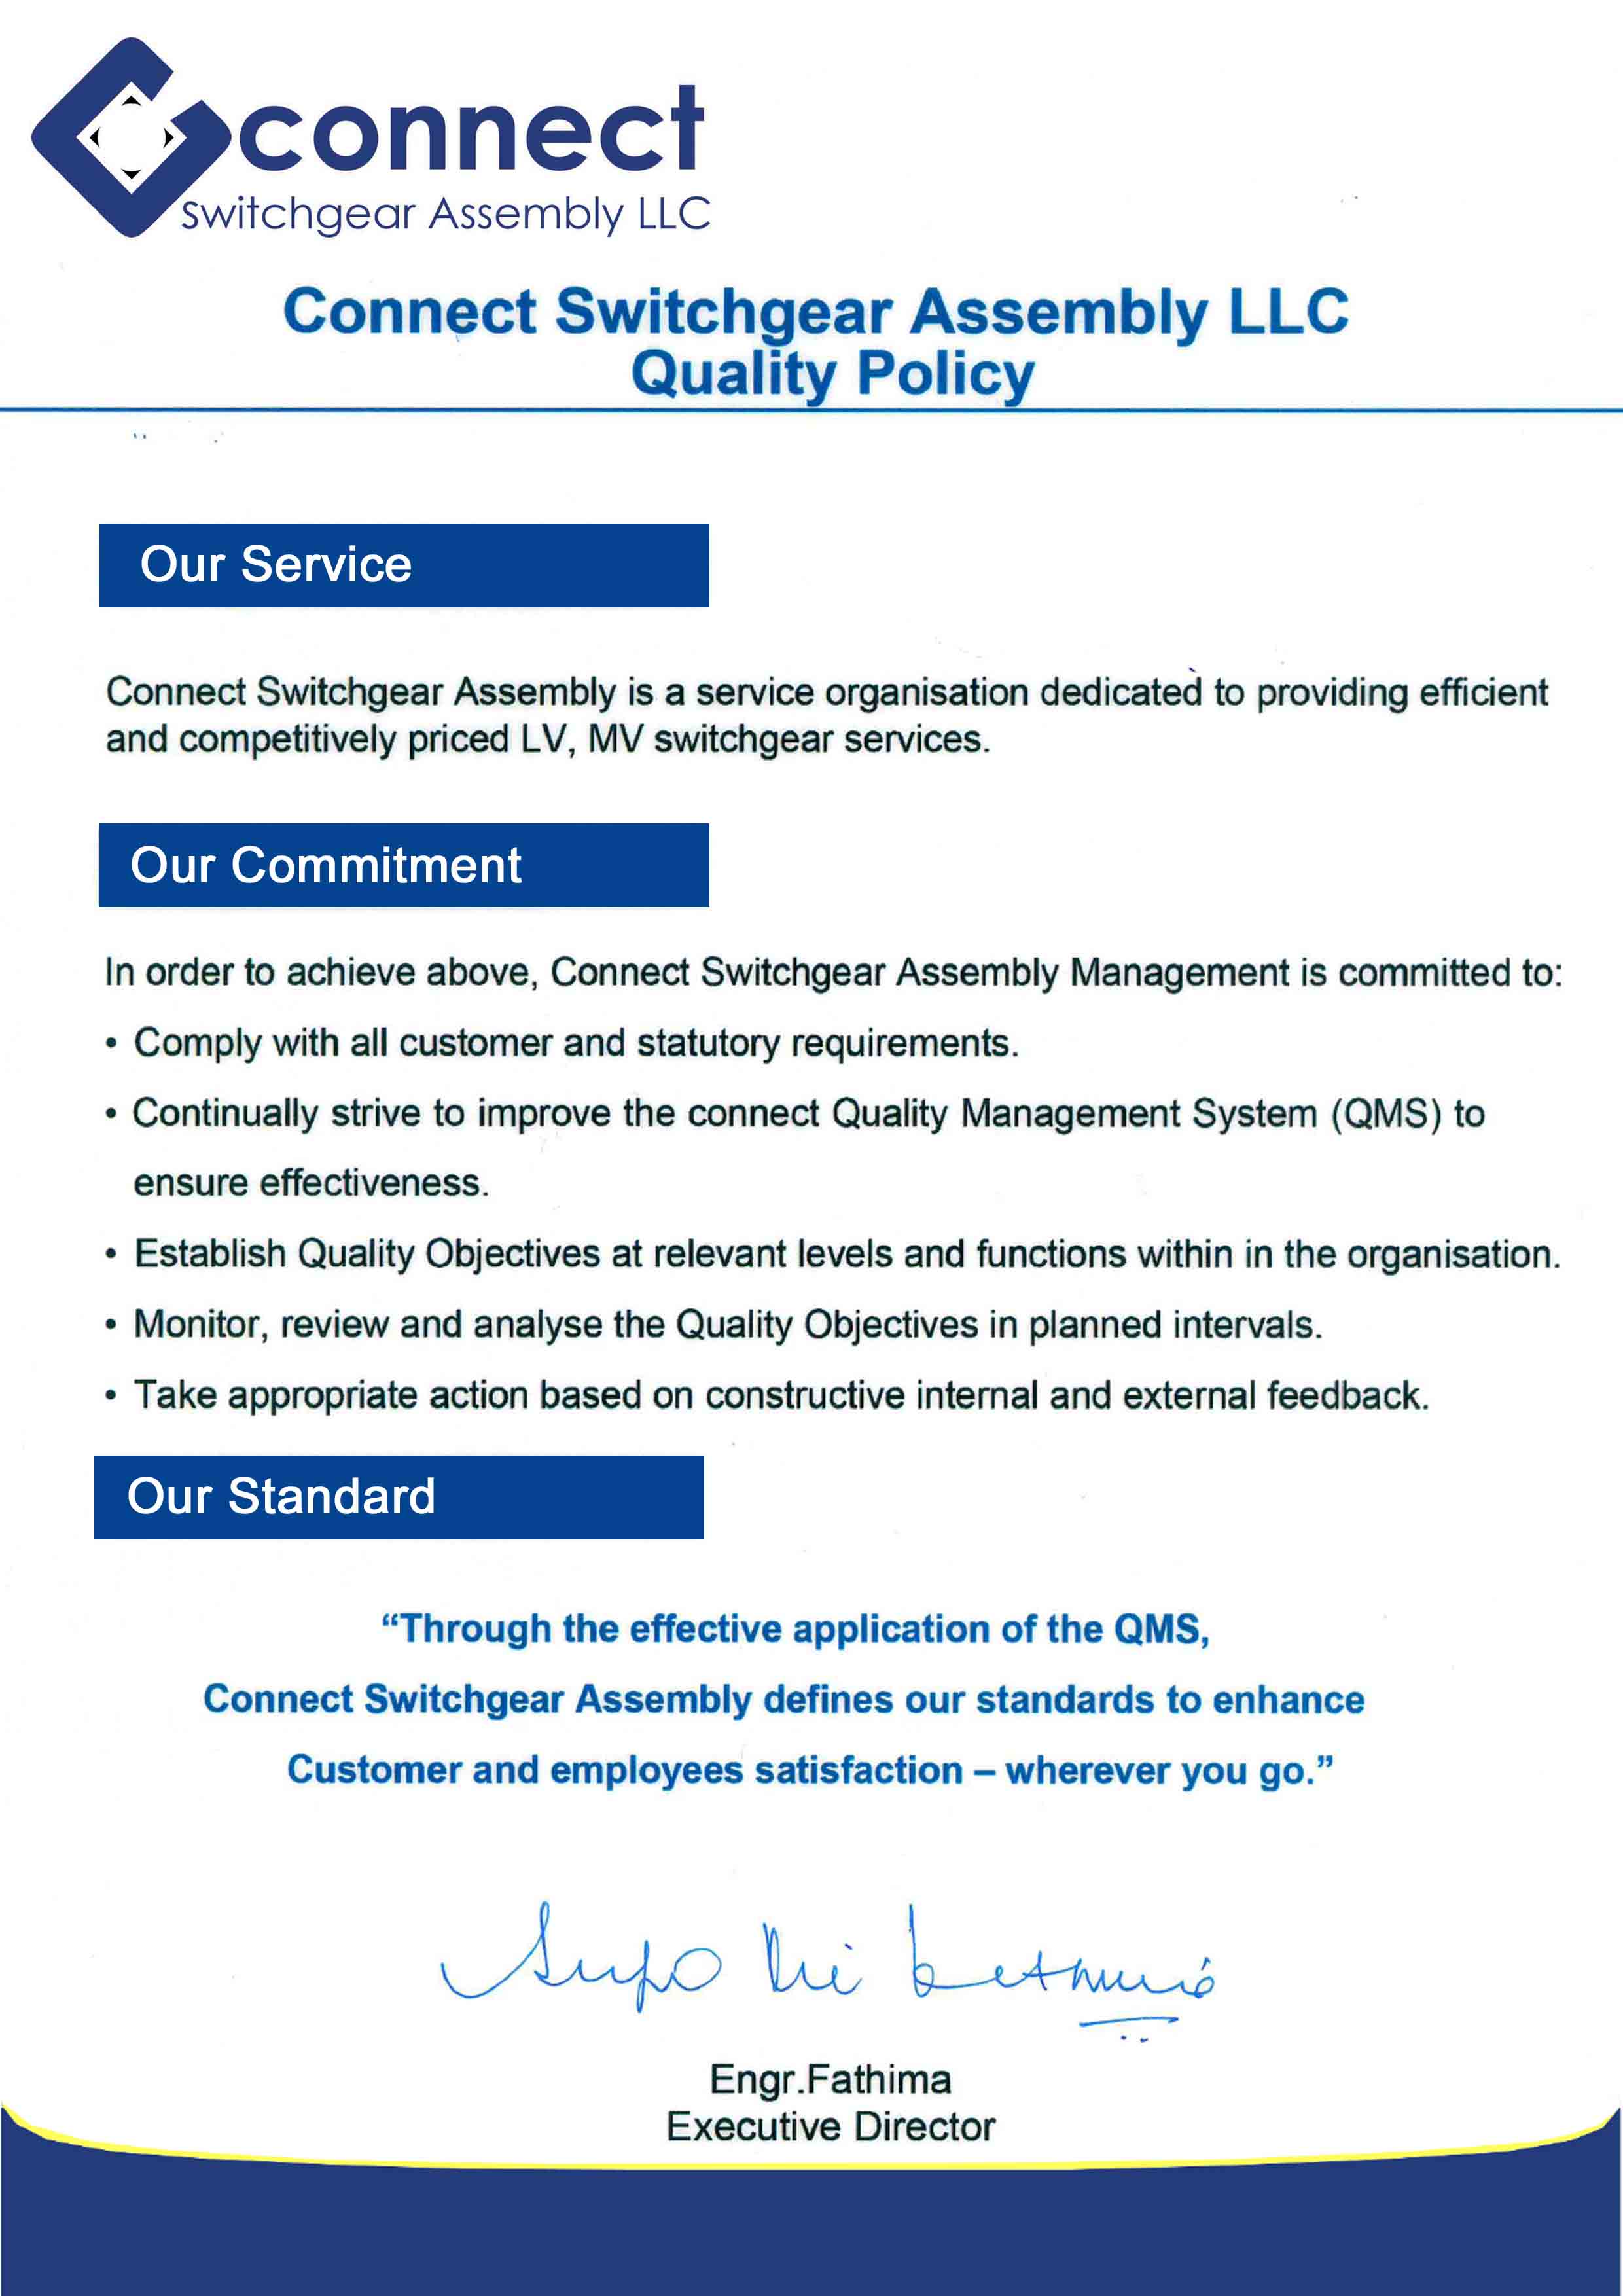 connect
Switchgear Assembly LLC
Connect Switchgear Assembly LLC
Quality Policy
Our Service
Connect Switchgear Assembly is a service organisation dedicated to providing efficient
and competitively priced LV, MV switchgear services.
Our Commitment
In order to achieve above, Connect Switchgear Assembly Management is committed to:
• Comply with all customer and statutory requirements.
• Continually strive to improve the connect Quality Management System (QMS) to
ensure effectiveness.
• Establish Quality Objectives at relevant levels and functions within in the organisation.
• Monitor, review and analyse the Quality Objectives in planned intervals.
• Take appropriate action based on constructive internal and external feedback.
Our Standard
“Through the effective application of the QMS,
Connect Switchgear Assembly defines our standards to enhance
Customer and employees satisfaction – wherever you go.”
Engr.Fathima
Executive Director